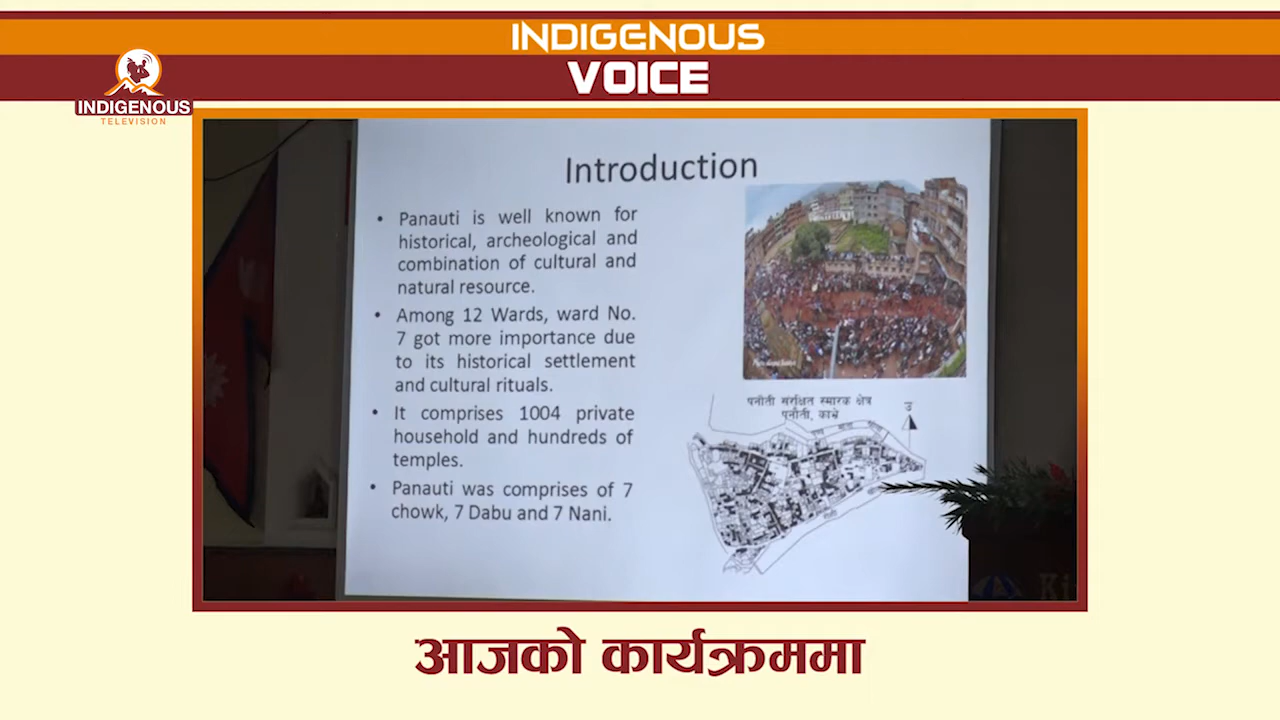 INDIGENOUS
VOICE
INDIGENOUS
TELEVISION
Introduction
• Panauti is well known for
historical, archeological and
combination of cultural and
natural resource.
• Among 12 Wards, ward No.
7 got more importance due
to its historical settlement
and cultural rituals.
• It comprises 1004 private
household and hundreds of
temples.
• Panauti was comprises of 7
chowk, 7 Dabu and 7 Nani.
पनौती संरक्षित स्मारक क्षेत्र
पनौती, काभ्रे
उ
Ki
आजको कार्यक्रममा